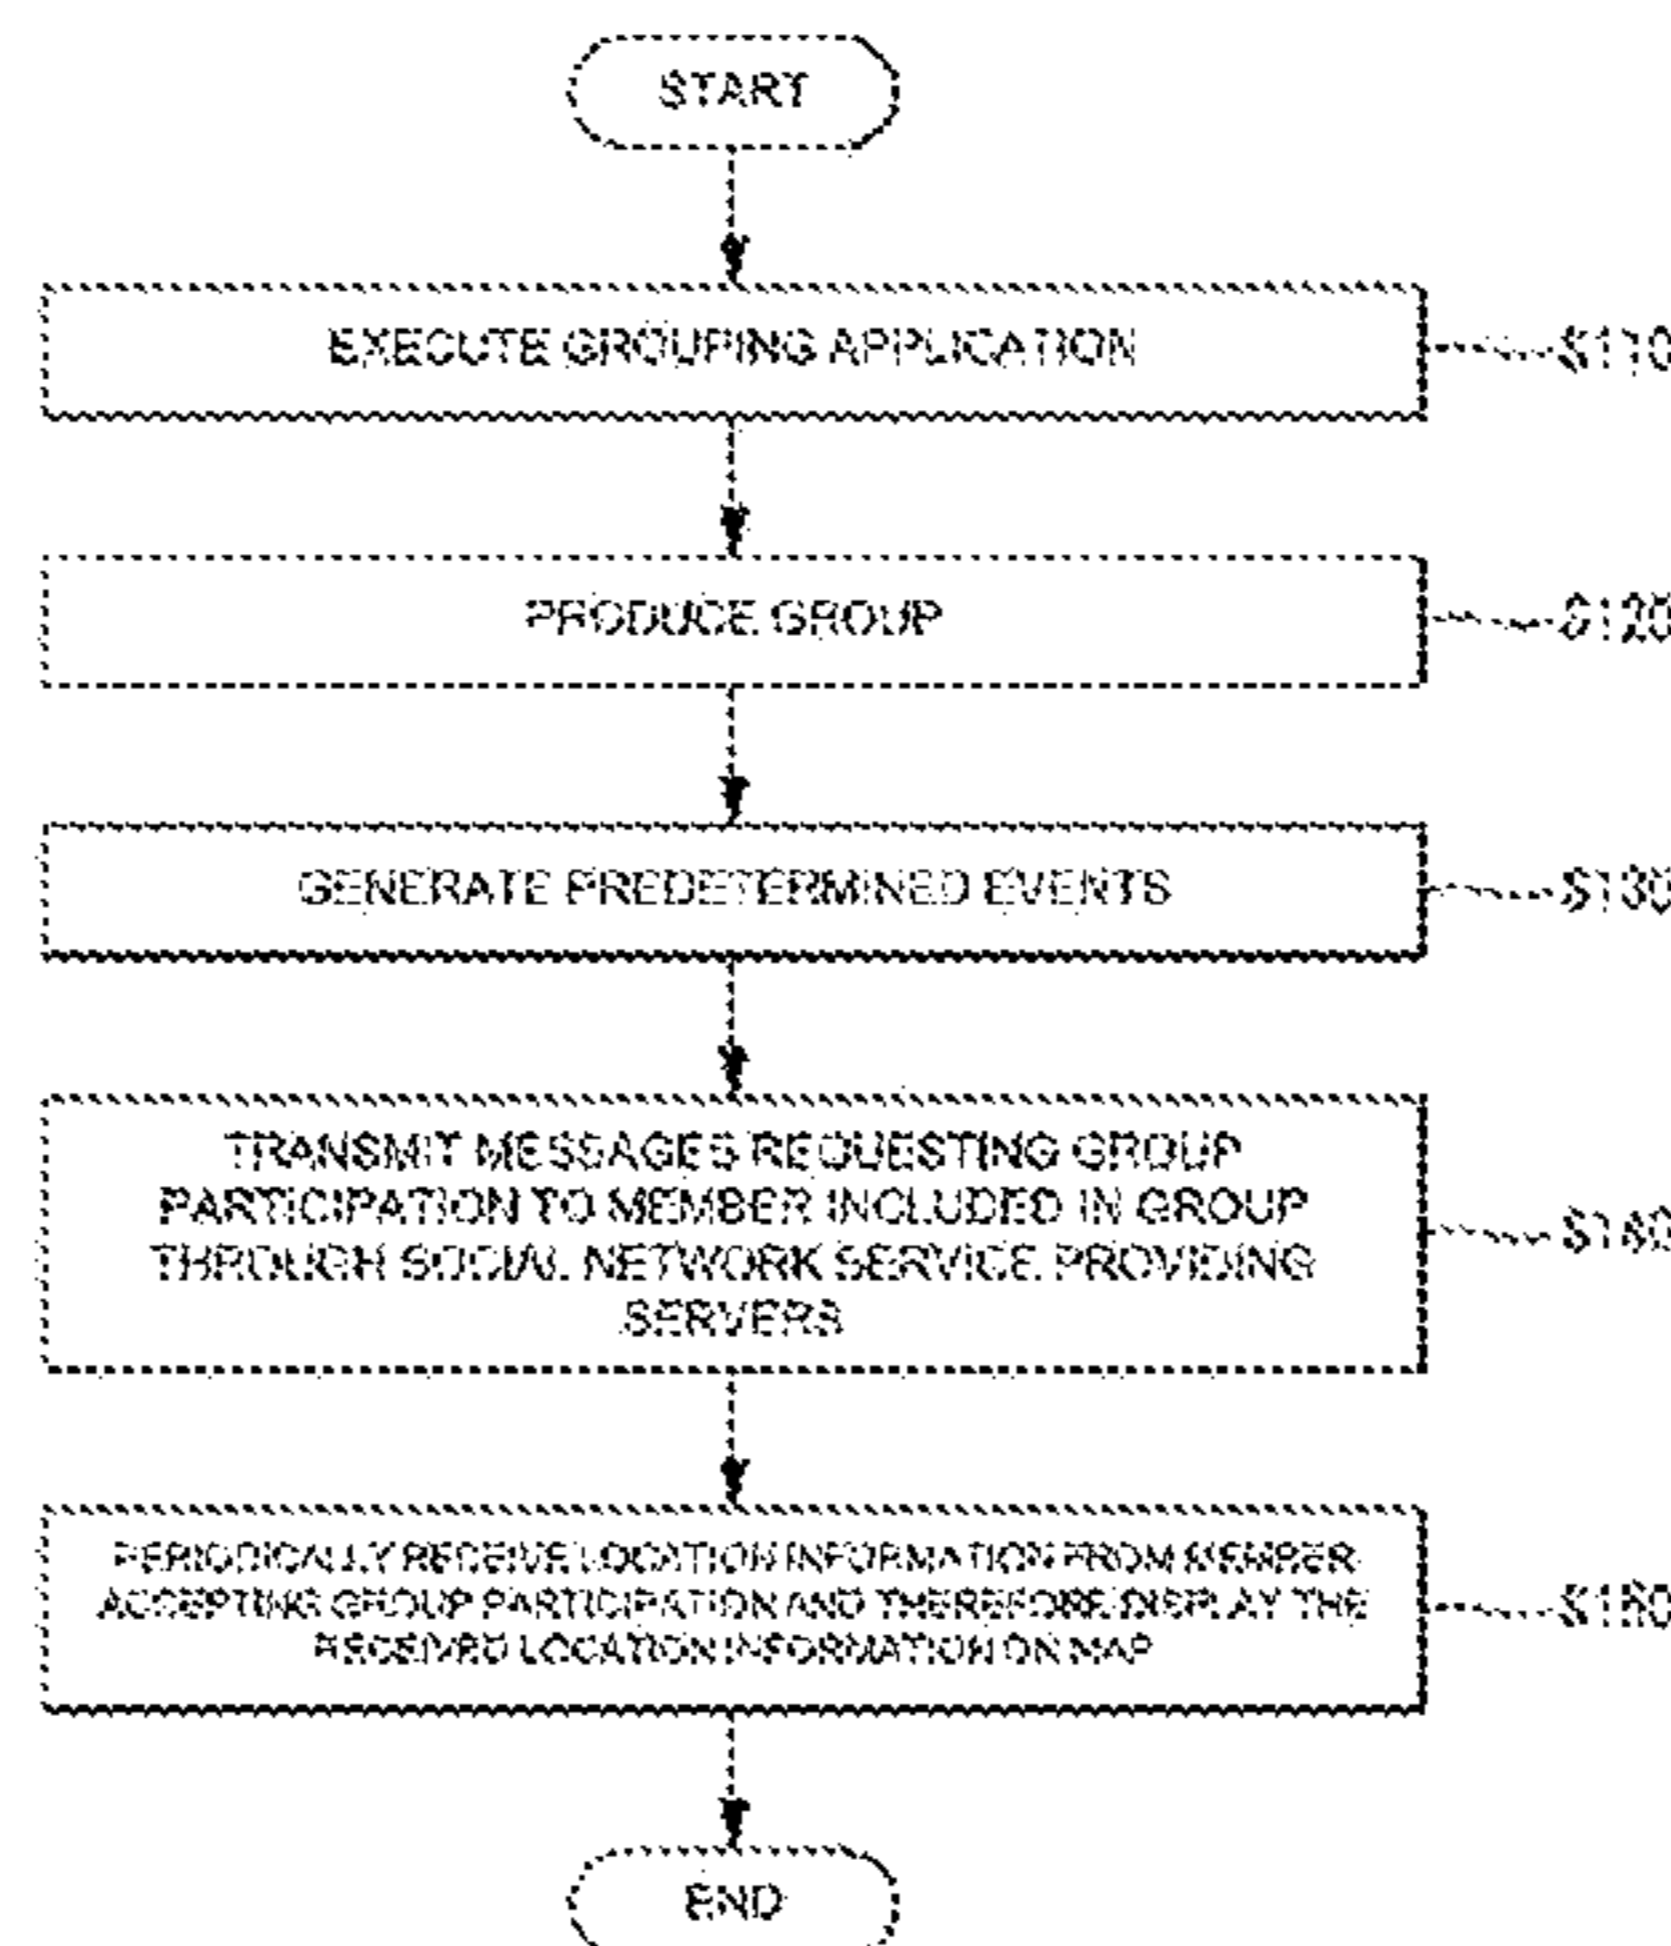 START
EXECUTE GROUPING APPLICATION
S110
PRODUCE GROUP
S120
GENERATE PREDETERMINED EVENTS
S130
TRANSMIT MESSAGES REQUESTING GROUP
PARTICIPATION TO MEMBER INCLUDED IN GROUP
THROUGH SOCIAL NETWORK SERVICE PROVIDING
SERVERS
S140
PERIODICALLY RECEIVE LOCATION INFORMATION FROM MEMBER
ACCEPTING GROUP PARTICIPATION AND THEREFORE DISPLAY THE
RECEIVED LOCATION INFORMATION ON MAP
S150
END